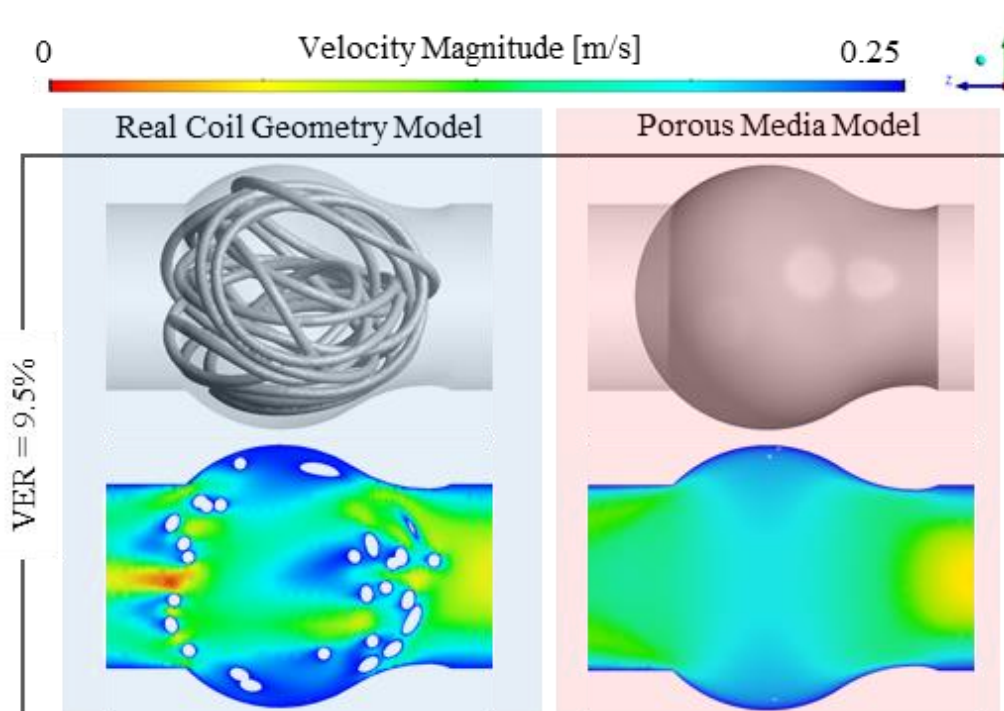 Velocity Magnitude [m/s]
0
0.25
z
Real Coil Geometry Model
Porous Media Model
VER = 9.5%